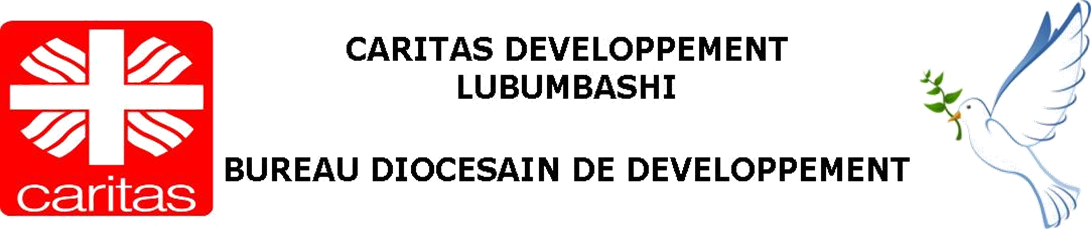 CARITAS DEVELOPPEMENT
LUBUMBASHI
BUREAU DIOCESAIN DE DEVELOPPEMENT
caritas